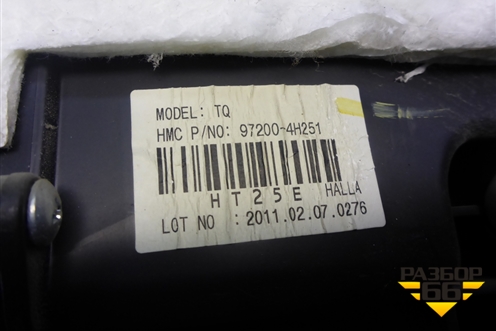 MODEL: TQ
HMC P/NO: 97200-4H251
HT25E HALLA
LOT NO : 2011.02.07.0276
РАЗБОР
66